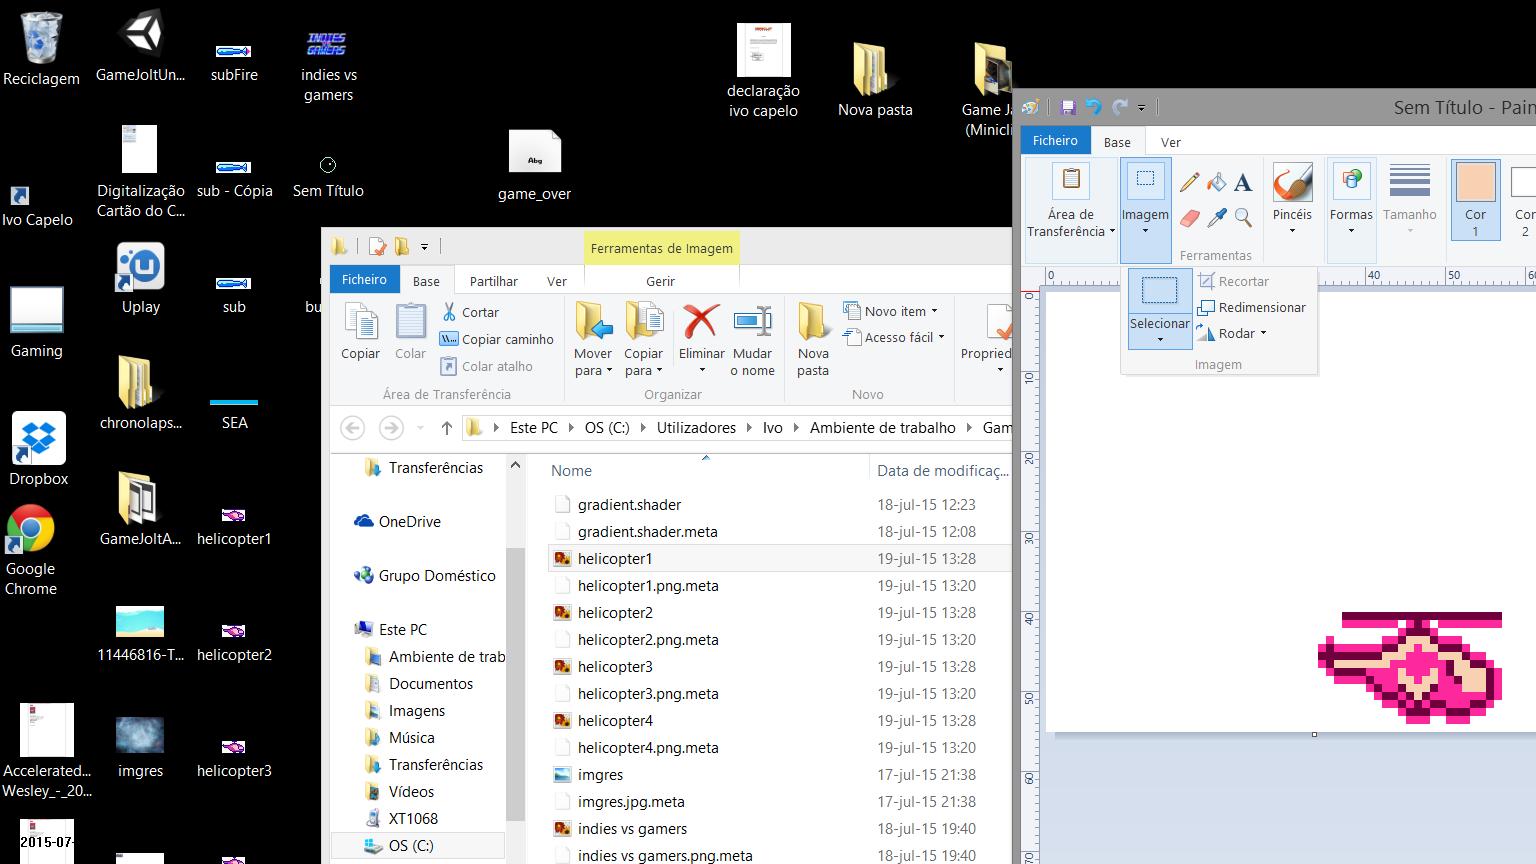 Reciclagem
GameJoltUn...
subFire
indies vs
gamers
INDIES
VS
GAMERS
declaração
ivo capelo
Nova pasta
Game Ja
(Minicli
Ivo Capelo
Digitalização
Cartão do C...
sub - Cópia
Sem Título
Abg
game_over
Gaming
Uplay
sub
bu
Dropbox
chronolaps...
SEA
Google
Chrome
GameJoltA...
helicopter1
11446816-T...
helicopter2
Accelerated...
Wesley_-_20...
imgres
helicopter3
2015-07-
Ferramentas de Imagem
Ficheiro
Base
Partilhar
Ver
Gerir
Copiar
Colar
Cortar
Copiar caminho
Colar atalho
Área de Transferência
Mover
para
Copiar
para
Eliminar
Mudar
o nome
Organizar
Nova
pasta
Novo item
Acesso fácil
Novo
Propried
Este PC
OS (C:)
Utilizadores
Ivo
Ambiente de trabalho
Gam
Transferências
OneDrive
Grupo Doméstico
Este PC
Ambiente de trab
Documentos
Imagens
Música
Transferências
Vídeos
XT1068
OS (C:)
Nome Data de modificaç...
gradient.shader 18-jul-15 12:23
gradient.shader.meta 18-jul-15 12:08
helicopter1 19-jul-15 13:28
helicopter1.png.meta 19-jul-15 13:20
helicopter2 19-jul-15 13:28
helicopter2.png.meta 19-jul-15 13:20
helicopter3 19-jul-15 13:28
helicopter3.png.meta 19-jul-15 13:20
helicopter4 19-jul-15 13:28
helicopter4.png.meta 19-jul-15 13:20
imgres 17-jul-15 21:38
imgres.jpg.meta 17-jul-15 21:38
indies vs gamers 18-jul-15 19:40
indies vs gamers.png.meta 18-jul-15 19:40
Sem Título - Pain
Ficheiro
Base
Ver
Área de
Transferência
Imagem
A
Ferramentas
Pincéis
Formas
Tamanho
Cor
1
Cor
2
Selecionar
Recortar
Redimensionar
Rodar
Imagem
0 40 50 60
0
10
20
30
40
50
60
70